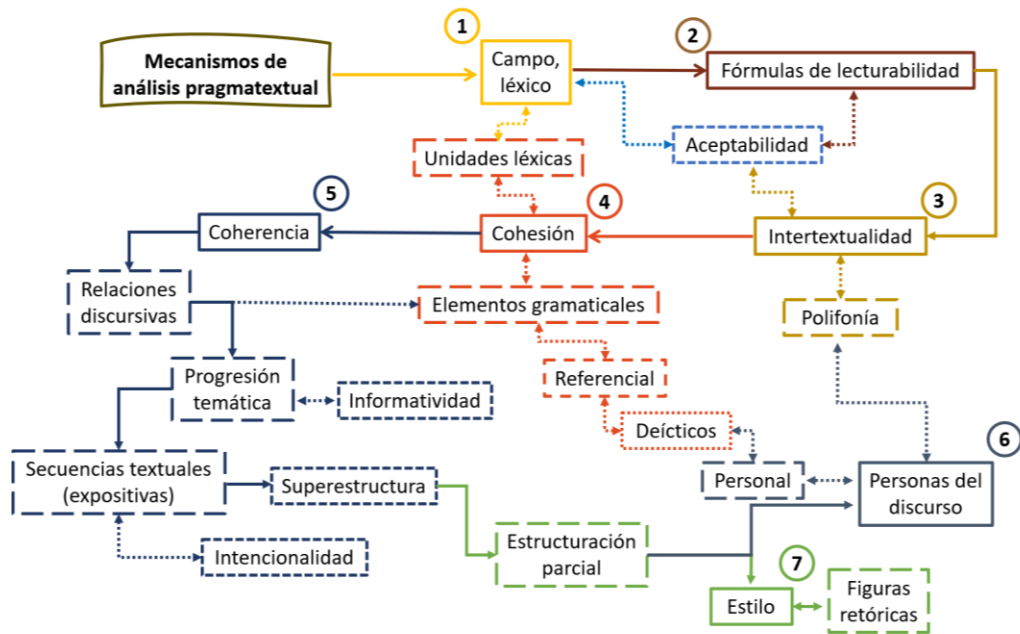 Mecanismos de
análisis pragmatextual
1
Campo,
léxico
2
Fórmulas de lecturabilidad
Unidades léxicas
Aceptabilidad
5
Coherencia
4
Cohesión
3
Intertextualidad
Relaciones
discursivas
Elementos gramaticales
Polifonía
Progresión
temática
Informatividad
Referencial
Deícticos
6
Secuencias textuales
(expositivas)
Superestructura
Personal
Personas del
discurso
Intencionalidad
Estructuración
parcial
7
Estilo
Figuras
retóricas